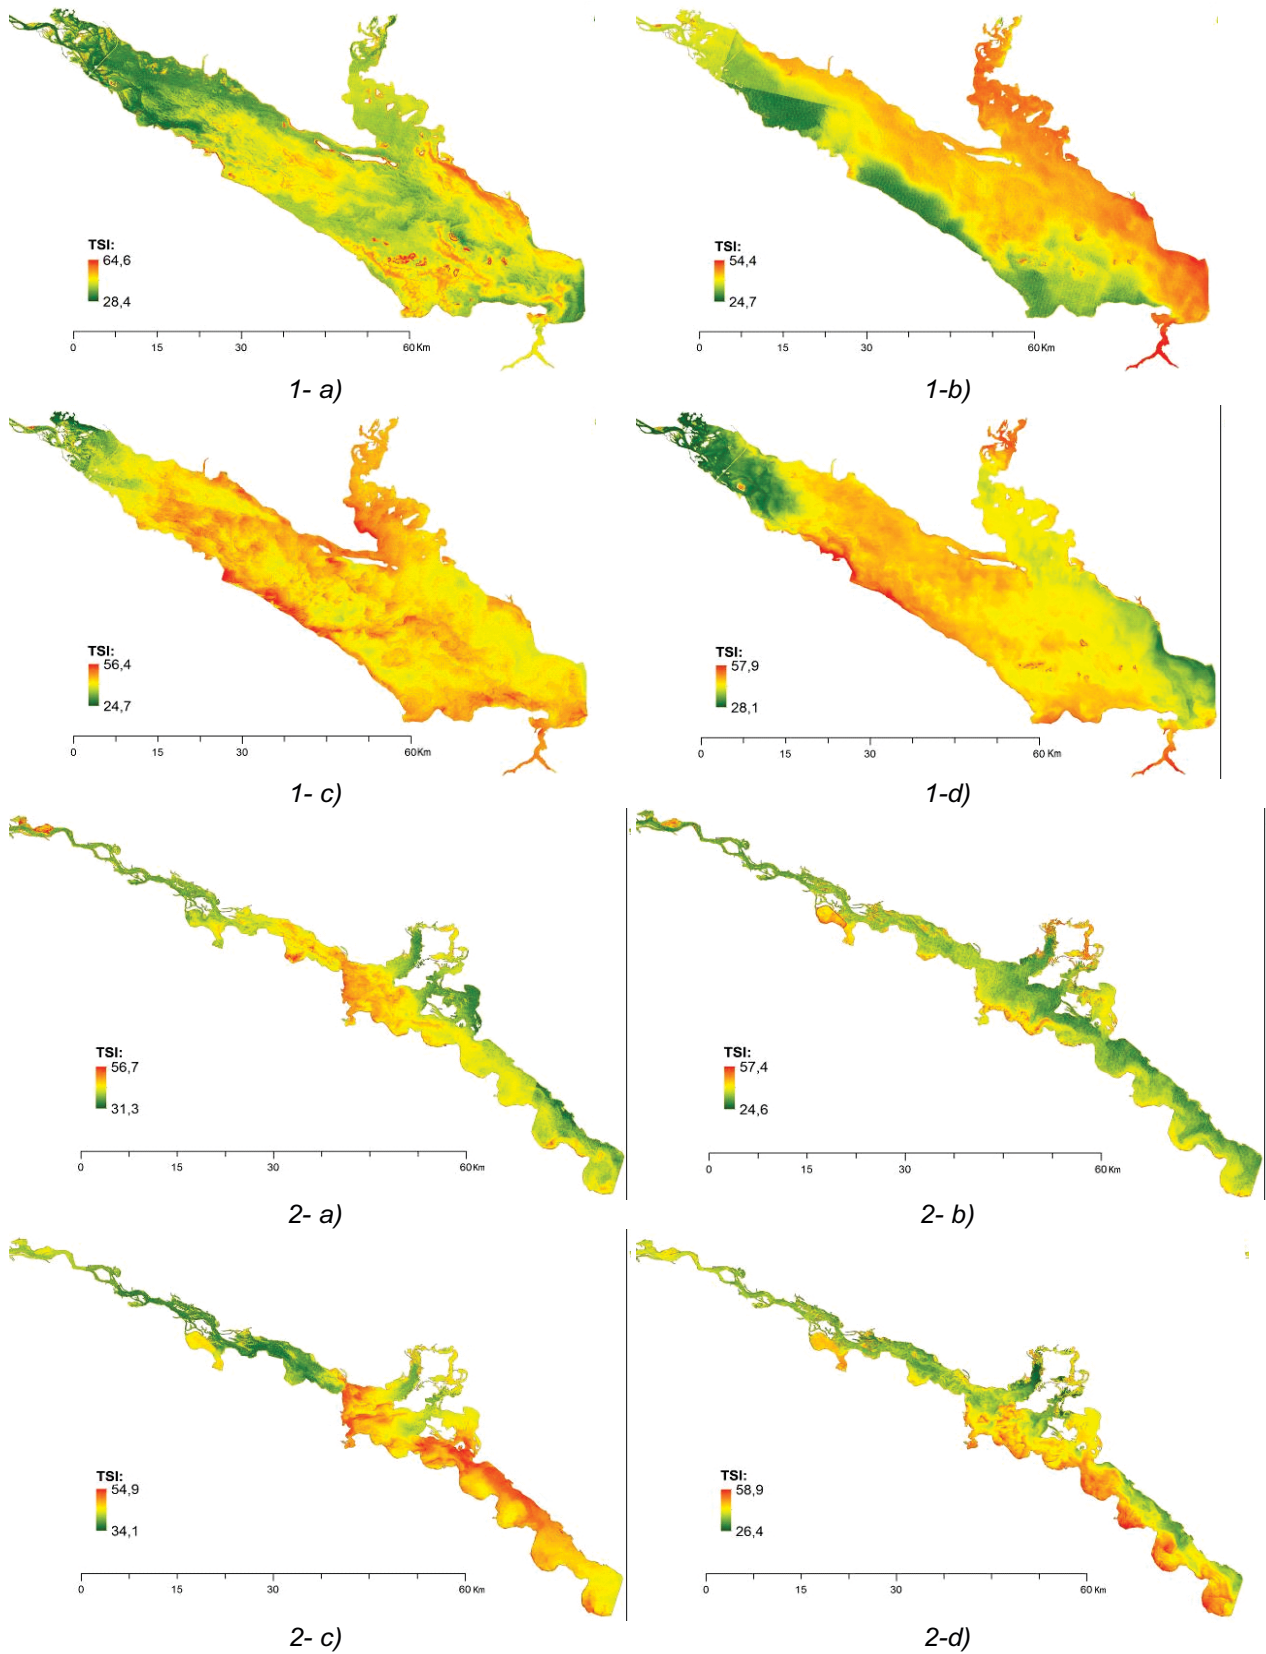 TSI:
64,6
28,4
0 15 30 60 Km
1- a)
TSI:
54,4
24,7
0 15 30 60 Km
1-b)
TSI:
56,4
24,7
0 15 30 60 Km
1- c)
TSI:
57,9
28,1
0 15 30 60 Km
1-d)
TSI:
56,7
31,3
0 15 30 60 Km
2- a)
TSI:
57,4
24,6
0 15 30 60 Km
2- b)
TSI:
54,9
34,1
0 15 30 60 Km
2- c)
TSI:
58,9
26,4
0 15 30 60 Km
2-d)